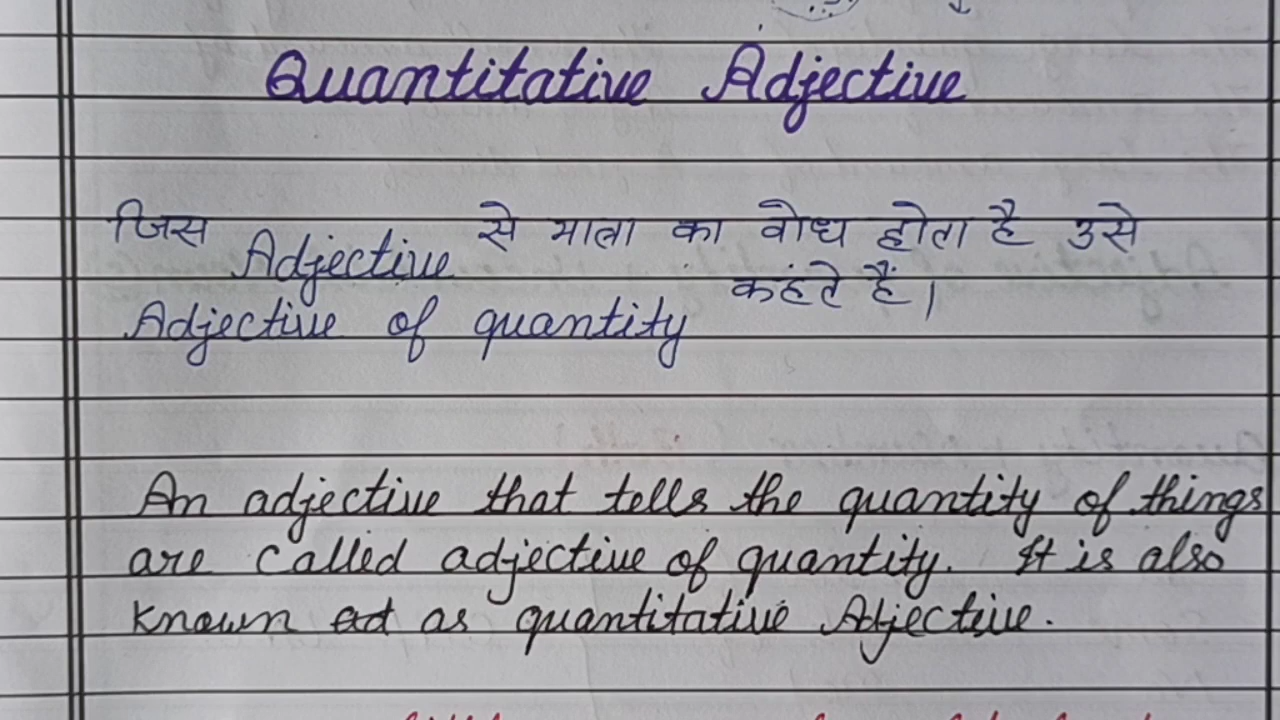 Quantitative Adjective
जिस Adjective से मात्रा का वोध होता है उसे
Adjective of quantity कहते हैं।
An adjective that tells the quantity of things
are called adjective of quantity. It is also
known as quantitative Adjective.